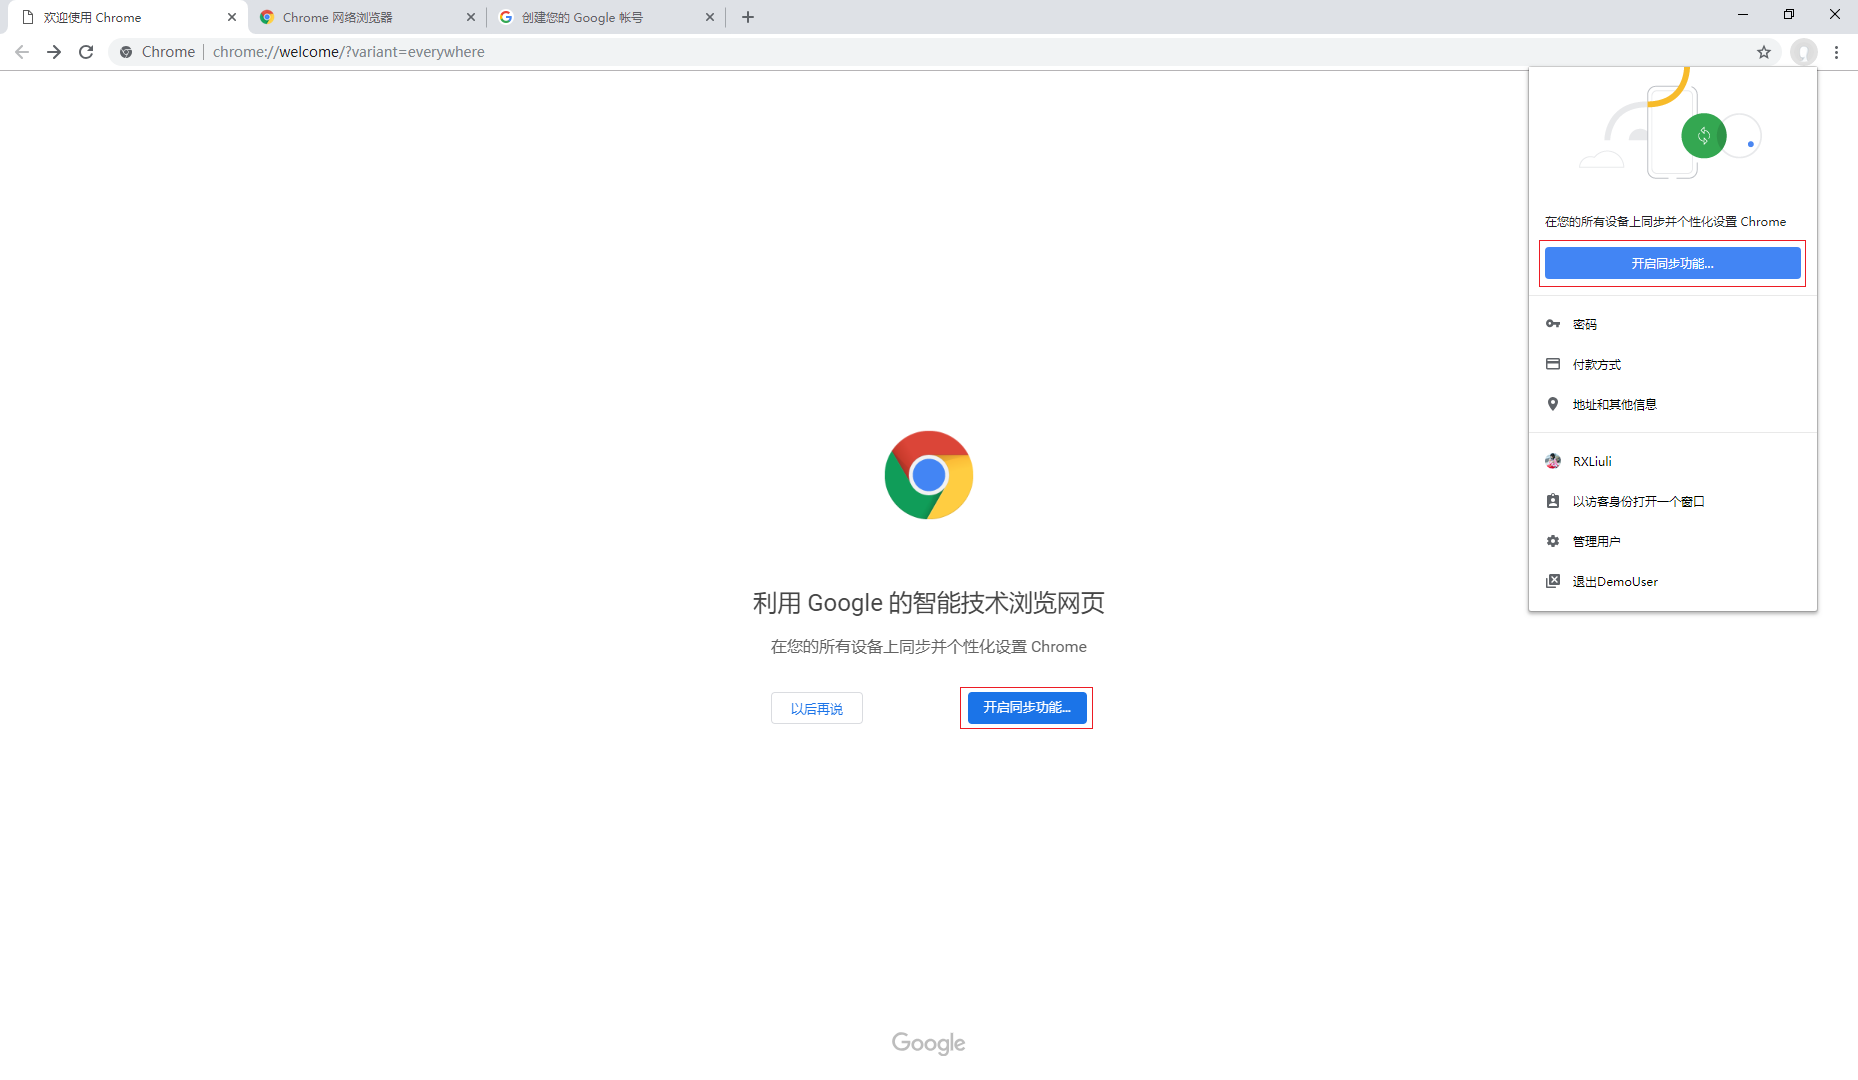 欢迎使用 Chrome
Chrome 网络浏览器
创建您的 Google 帐号
Chrome
chrome://welcome/?variant=everywhere
在您的所有设备上同步并个性化设置 Chrome
开启同步功能...
密码
付款方式
地址和其他信息
RXLiuli
以访客身份打开一个窗口
管理用户
退出DemoUser
利用 Google 的智能技术浏览网页
在您的所有设备上同步并个性化设置 Chrome
以后再说
开启同步功能...
Google